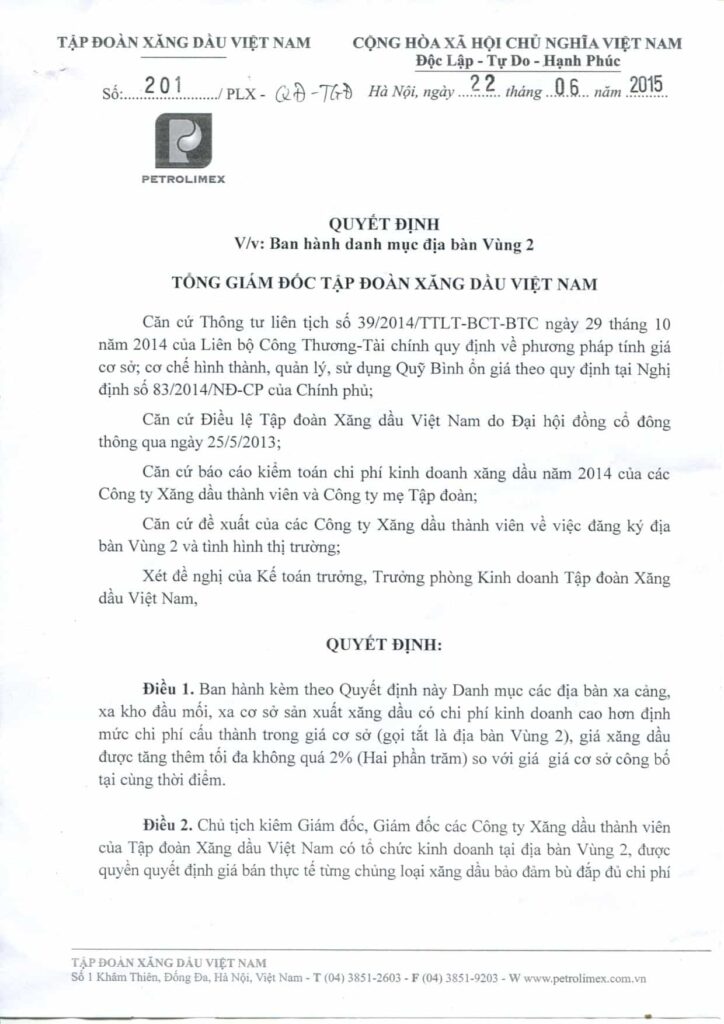 TẬP ĐOÀN XĂNG DẦU VIỆT NAM
CỘNG HÒA XÃ HỘI CHỦ NGHĨA VIỆT NAM
Độc Lập - Tự Do - Hạnh Phúc
Số:.....201........../ PLX - QĐ-TGĐ
Hà Nội, ngày ..22.. tháng ..06.. năm .2015.
PETROLIMEX
QUYẾT ĐỊNH
V/v: Ban hành danh mục địa bàn Vùng 2
TỔNG GIÁM ĐỐC TẬP ĐOÀN XĂNG DẦU VIỆT NAM
Căn cứ Thông tư liên tịch số 39/2014/TTLT-BCT-BTC ngày 29 tháng 10
năm 2014 của Liên bộ Công Thương-Tài chính quy định về phương pháp tính giá
cơ sở; cơ chế hình thành, quản lý, sử dụng Quỹ Bình ổn giá theo quy định tại Nghị
định số 83/2014/NĐ-CP của Chính phủ;
Căn cứ Điều lệ Tập đoàn Xăng dầu Việt Nam do Đại hội đồng cổ đông
thông qua ngày 25/5/2013;
Căn cứ báo cáo kiểm toán chi phí kinh doanh xăng dầu năm 2014 của các
Công ty Xăng dầu thành viên và Công ty mẹ Tập đoàn;
Căn cứ đề xuất của các Công ty Xăng dầu thành viên về việc đăng ký địa
bàn Vùng 2 và tình hình thị trường;
Xét đề nghị của Kế toán trưởng, Trưởng phòng Kinh doanh Tập đoàn Xăng
dầu Việt Nam,
QUYẾT ĐỊNH:
Điều 1. Ban hành kèm theo Quyết định này Danh mục các địa bàn xa cảng,
xa kho đầu mối, xa cơ sở sản xuất xăng dầu có chi phí kinh doanh cao hơn định
mức chi phí cấu thành trong giá cơ sở (gọi tắt là địa bàn Vùng 2), giá xăng dầu
được tăng thêm tối đa không quá 2% (Hai phần trăm) so với giá giá cơ sở công bố
tại cùng thời điểm.
Điều 2. Chủ tịch kiêm Giám đốc, Giám đốc các Công ty Xăng dầu thành viên
của Tập đoàn Xăng dầu Việt Nam có tổ chức kinh doanh tại địa bàn Vùng 2, được
quyền quyết định giá bán thực tế từng chủng loại xăng dầu bảo đảm bù đắp đủ chi phí
TẬP ĐOÀN XĂNG DẦU VIỆT NAM
Số 1 Khâm Thiên, Đống Đa, Hà Nội, Việt Nam - T (04) 3851-2603 - F (04) 3851-9203 - W www.petrolimex.com.vn